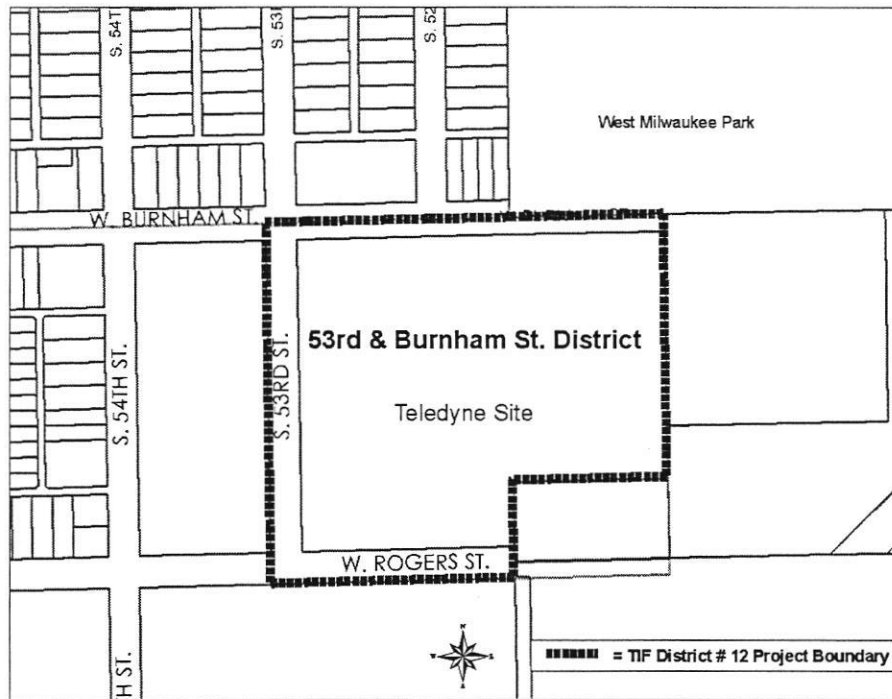 S. 54T
S. 53R
S. 52
West Milwaukee Park
W. BURNHAM ST.
53rd & Burnham St. District
S. 54TH ST.
S. 53RD ST.
Teledyne Site
W. ROGERS ST.
= TIF District # 12 Project Boundary
H ST.